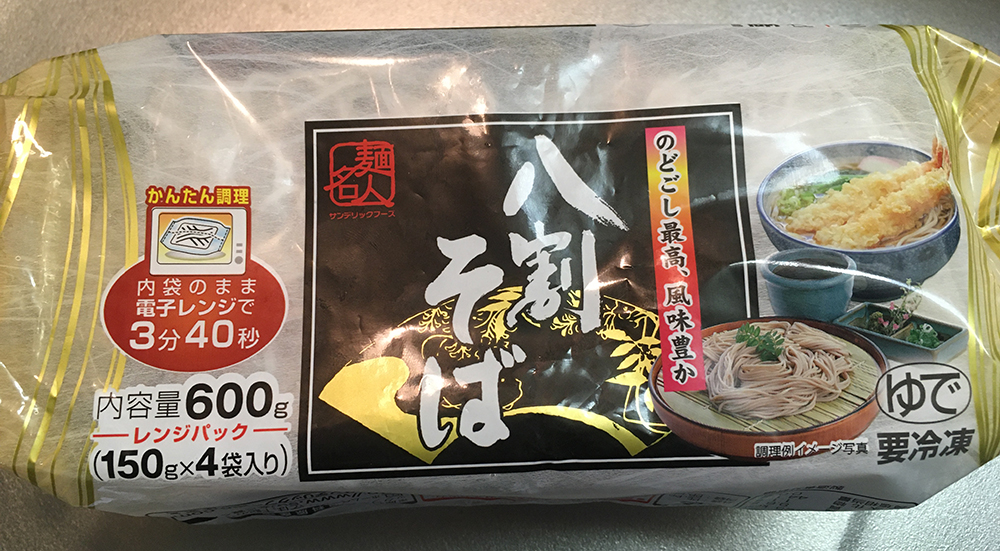 麺
名人
サンデリックフーズ
八割
そば
のどごし最高、風味豊か
かんたん調理
内袋のまま
電子レンジで
3分40秒
内容量600g
レンジパック
(150g×4袋入り)
調理例イメージ写真
ゆで
要冷凍